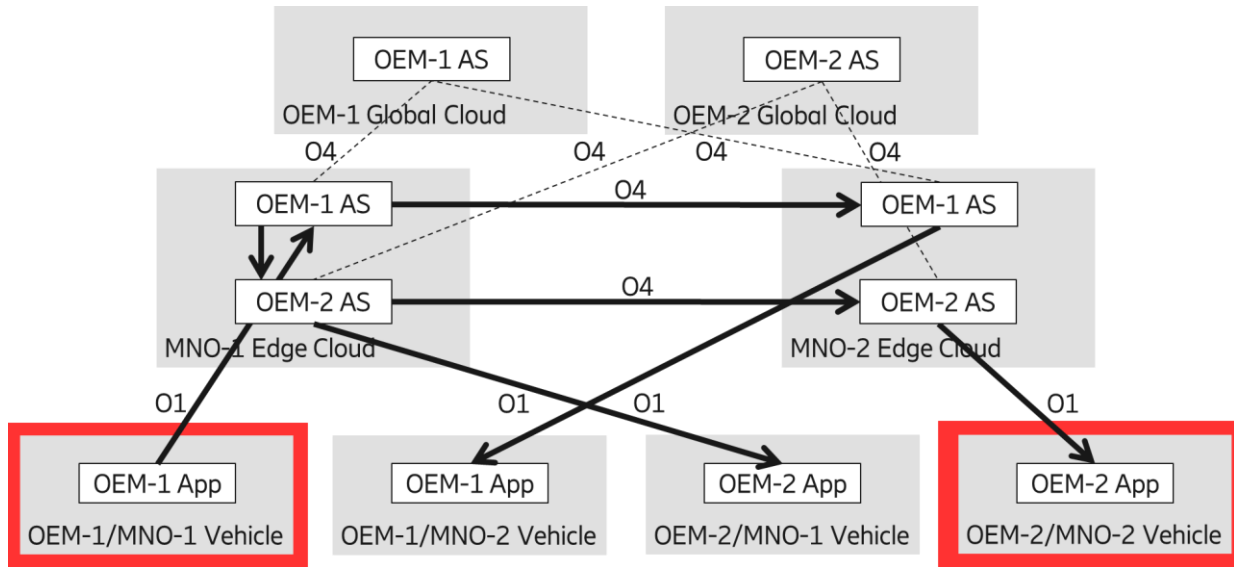 OEM-1 AS
OEM-2 AS
OEM-1 Global Cloud
OEM-2 Global Cloud
O4
O4
O4
O4
OEM-1 AS
O4
OEM-1 AS
OEM-2 AS
O4
OEM-2 AS
MNO-1 Edge Cloud
MNO-2 Edge Cloud
O1
O1
O1
O1
OEM-1 App
OEM-1 App
OEM-2 App
OEM-2 App
OEM-1/MNO-1 Vehicle
OEM-1/MNO-2 Vehicle
OEM-2/MNO-1 Vehicle
OEM-2/MNO-2 Vehicle